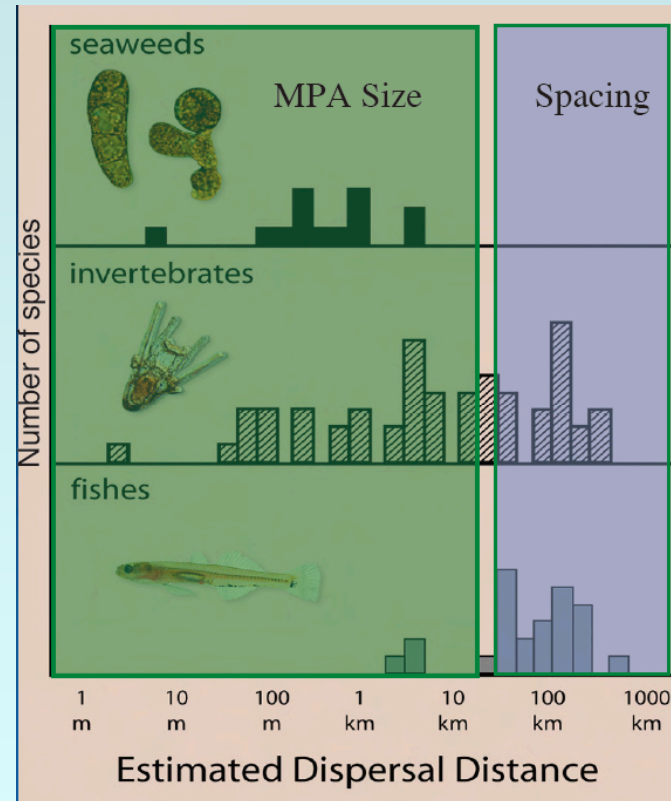 seaweeds
MPA Size
Spacing
Number of species
invertebrates
fishes
1 10 100 1 10 100 1000
m m m km km km km
Estimated Dispersal Distance